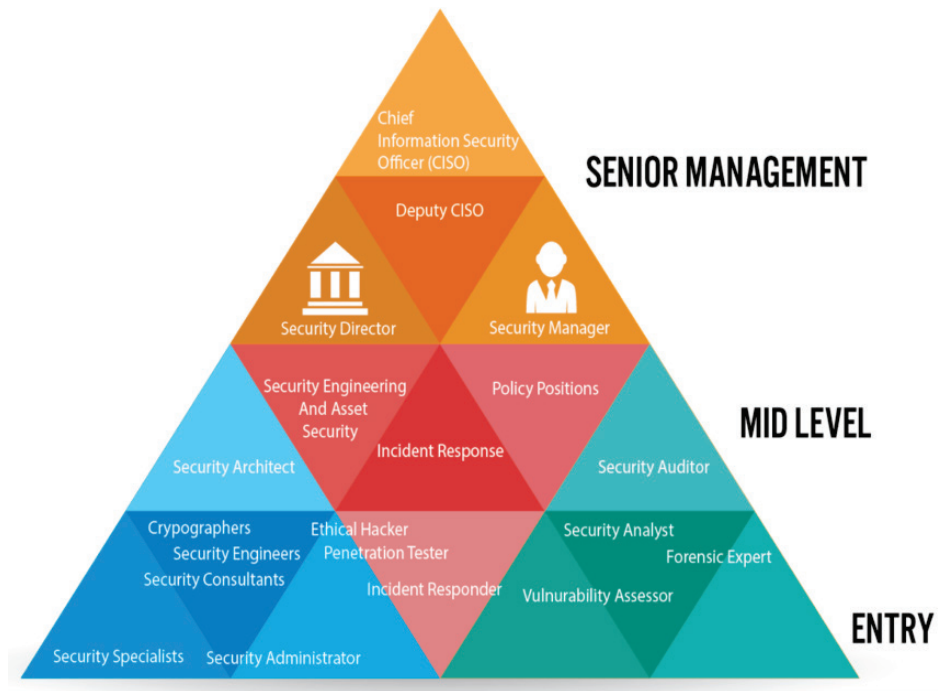 Chief
Information Security
Officer (CISO)
SENIOR MANAGEMENT
Deputy CISO
Security Director
Security Manager
Security Engineering
And Asset
Security
Policy Positions
MID LEVEL
Incident Response
Security Architect
Security Auditor
Crypographers
Security Engineers
Security Consultants
Ethical Hacker
Penetration Tester
Incident Responder
Security Analyst
Forensic Expert
Vulnurability Assessor
ENTRY
Security Specialists
Security Administrator